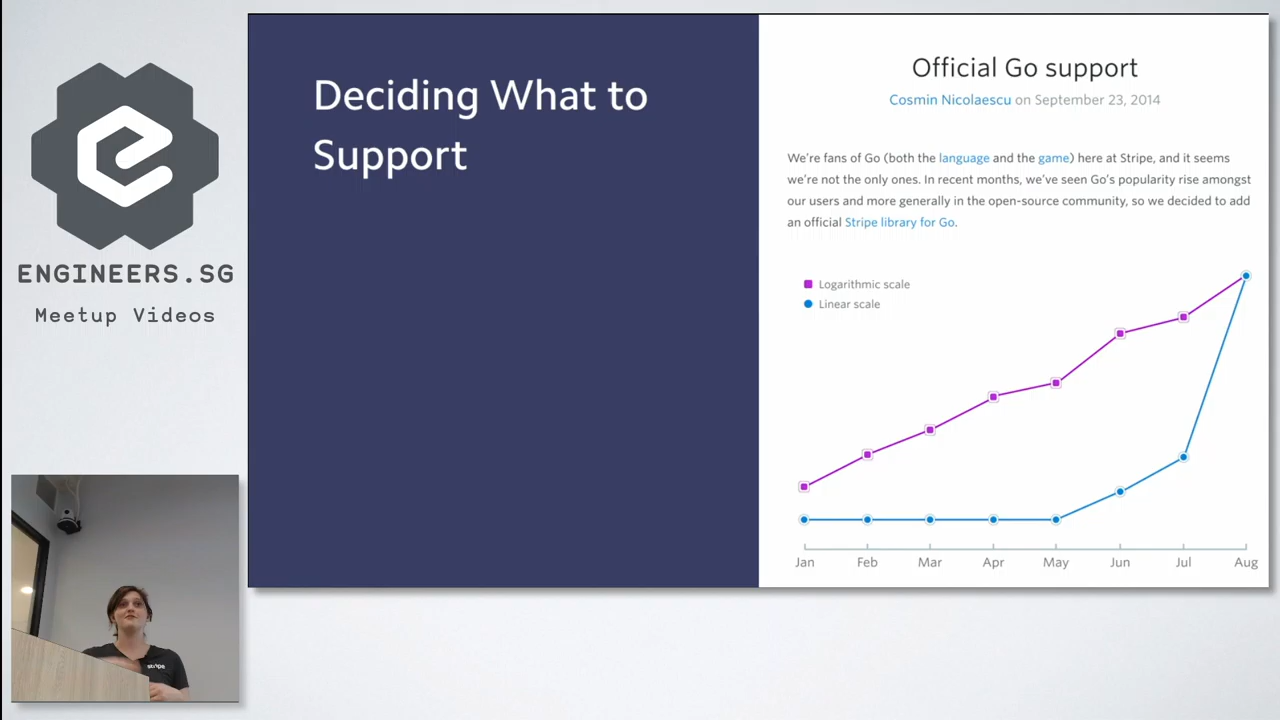 ENGINEERS.SG
Meetup Videos
Deciding What to
Support
Official Go support
Cosmin Nicolaescu on September 23, 2014
We're fans of Go (both the language and the game) here at Stripe, and it seems
we're not the only ones. In recent months, we've seen Go's popularity rise amongst
our users and more generally in the open-source community, so we decided to add
an official Stripe library for Go.
Logarithmic scale
Linear scale
Jan Feb Mar Apr May Jun Jul Aug
stripe